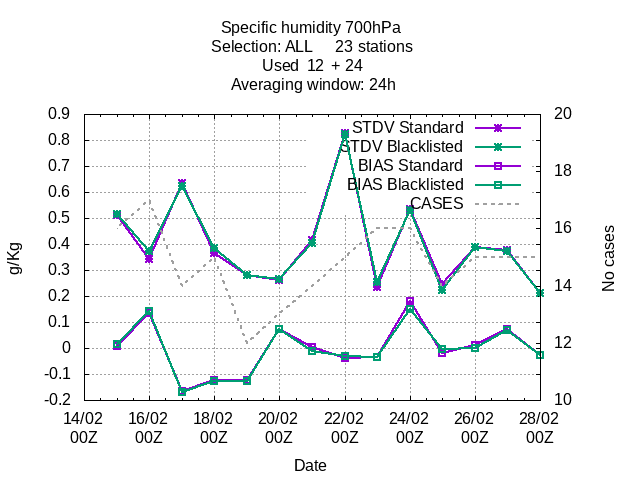 Specific humidity 700hPa
Selection: ALL 23 stations
Used 12 + 24
Averaging window: 24h
0.9
0.8
0.7
0.6
0.5
0.4
0.3
0.2
0.1
0
-0.1
-0.2
g/Kg
STDV Standard
STDV Blacklisted
BIAS Standard
BIAS Blacklisted
CASES
20
18
16
14
12
10
No cases
14/02 16/02 18/02 20/02 22/02 24/02 26/02 28/02
00Z 00Z 00Z 00Z 00Z 00Z 00Z 00Z
Date